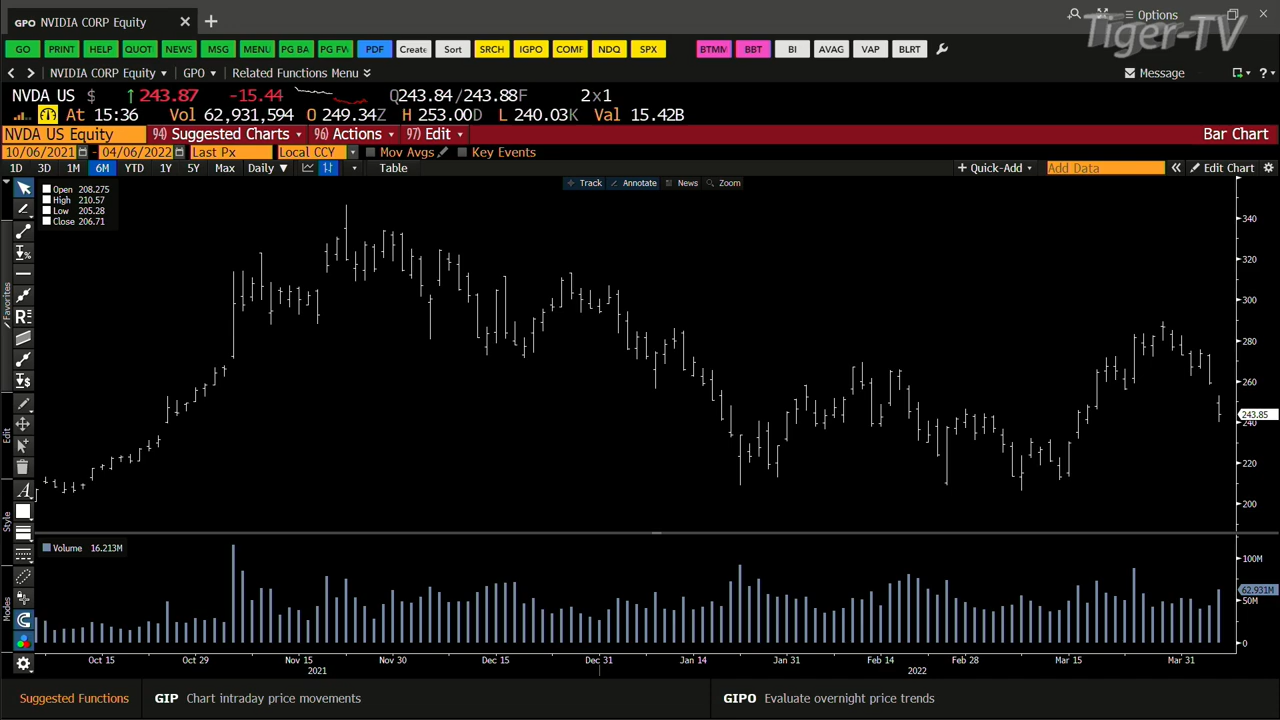 GPO NVIDIA CORP Equity
Options
Tiger-TV
GO PRINT HELP QUOT NEWS MSG MENU PG BA PG FV PDF Create Sort SRCH IGPO COMF NDQ SPX BTMM BBT BI AVAG VAP BLRT
NVIDIA CORP Equity GPO Related Functions Menu Message ?
NVDA US $ ↑243.87 -15.44 Q243.84/243.88F 2x1
At 15:36 Vol 62,931,594 O 249.34Z H 253.00D L 240.03K Val 15.42B
NVDA US Equity 94) Suggested Charts 96) Actions 97) Edit Bar Chart
10/06/2021 - 04/06/2022 Last Px Local CCY Mov Avgs Key Events
1D 3D 1M 6M YTD 1Y 5Y Max Daily ▼ Table + Quick-Add Add Data « Edit Chart
Track Annotate News Zoom
Open 208.275
High 210.57
Low 205.28
Close 206.71
Favorites
Edit
Style
Modes
340
320
300
280
260
243.85
240
220
200
Volume 16.213M
100M
62.931M
50M
0
Oct 15 Oct 29 Nov 15 Nov 30 Dec 15 Dec 31 Jan 14 Jan 31 Feb 14 Feb 28 Mar 15 Mar 31
2021 2022
Suggested Functions GIP Chart intraday price movements GIPO Evaluate overnight price trends